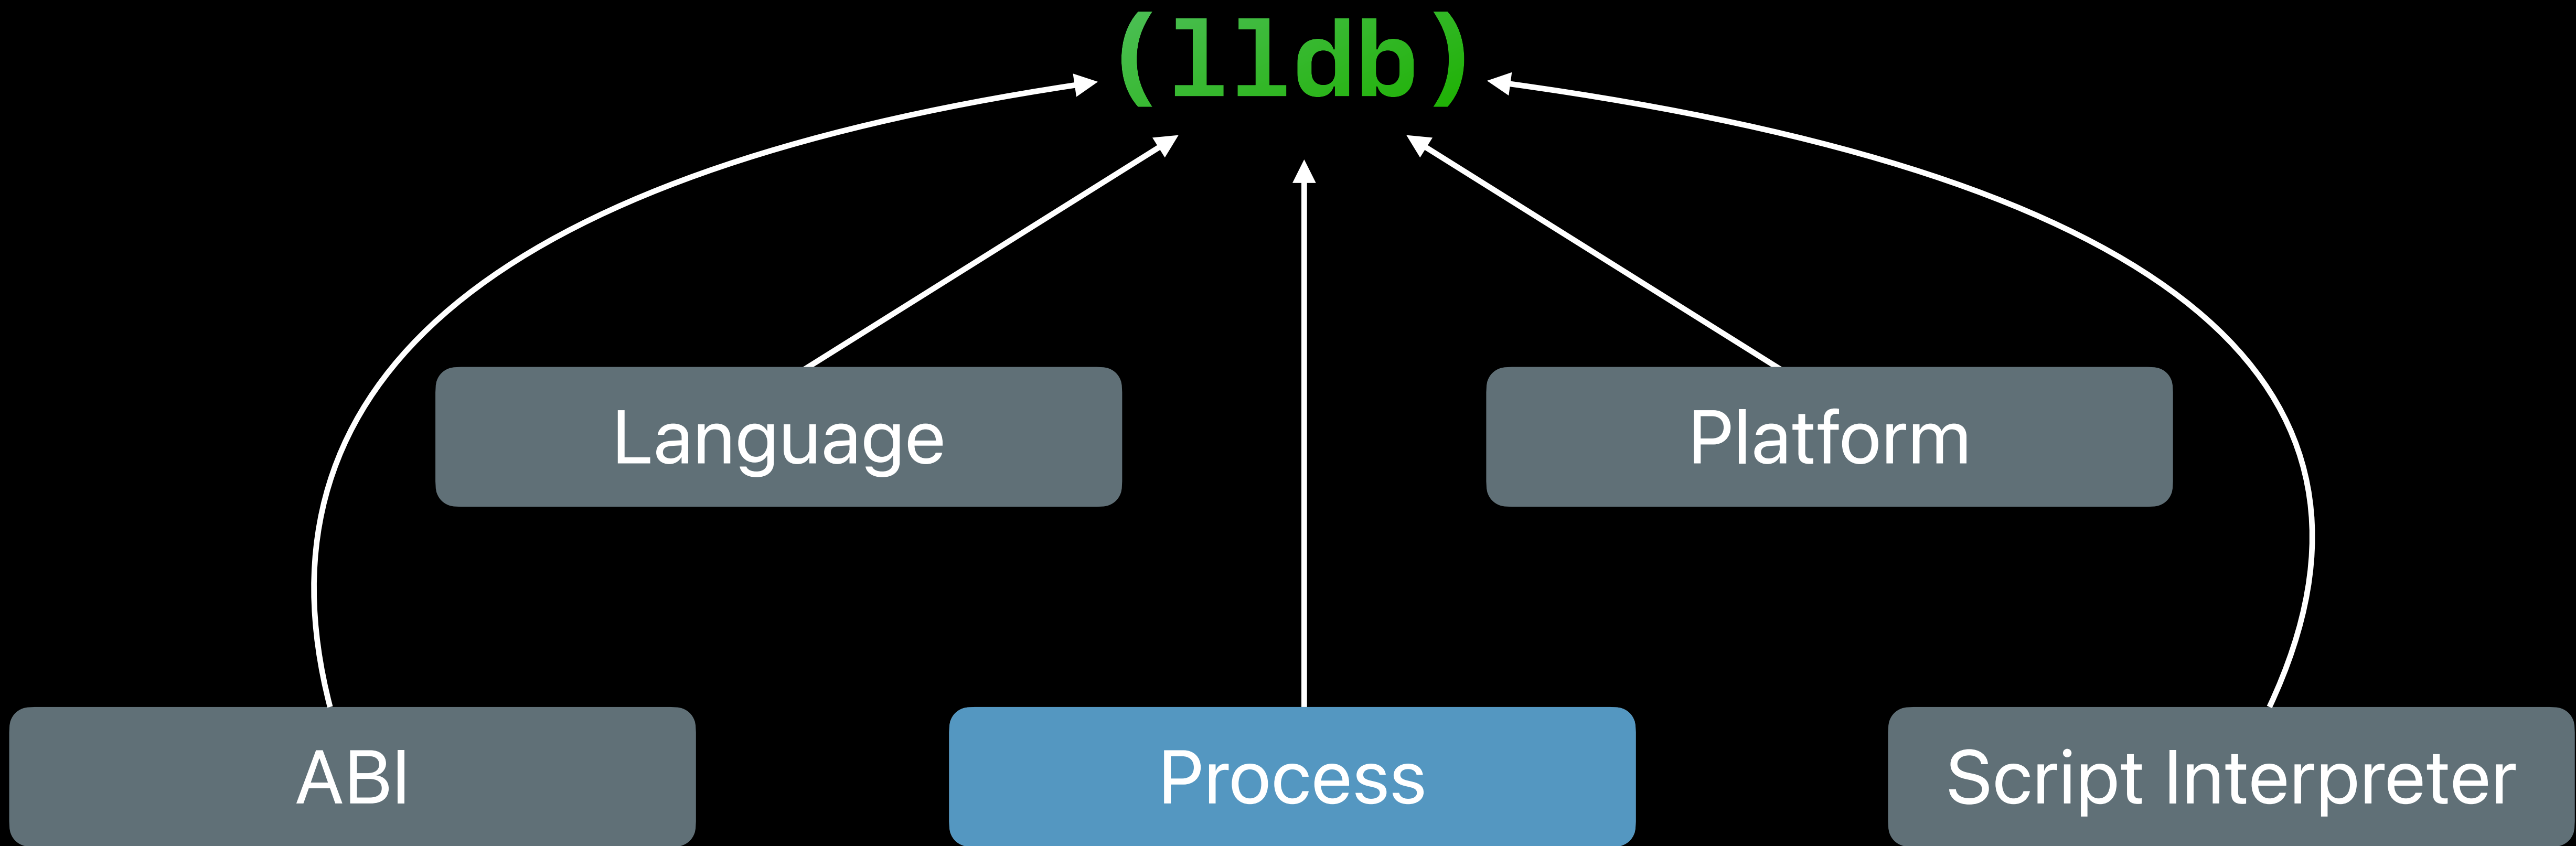 (lldb)
Language
Platform
ABI
Process
Script Interpreter